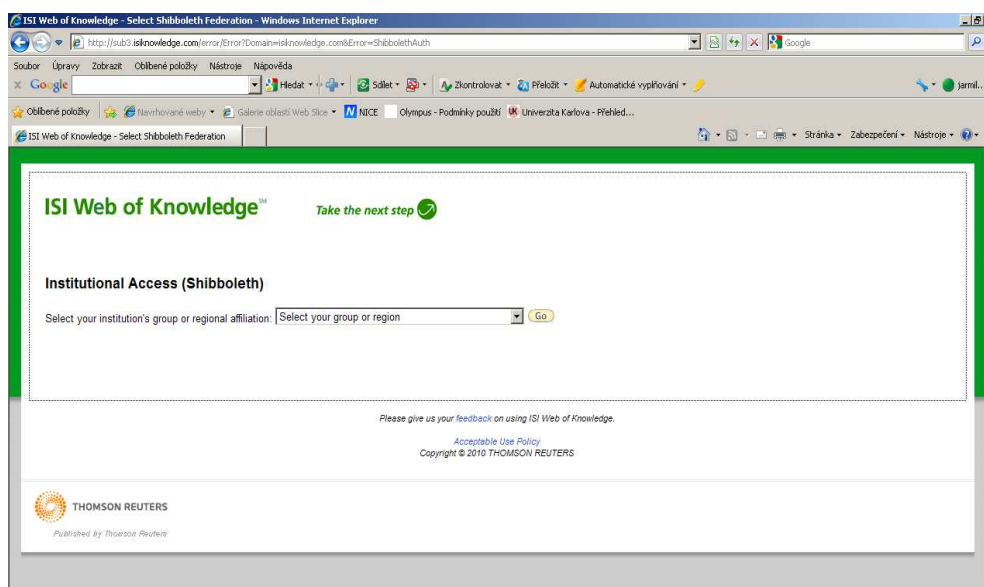 ISI Web of Knowledge - Select Shibboleth Federation - Windows Internet Explorer
http://sub3.isiknowledge.com/error/Error?Domain=isiknowledge.com&Error=ShibbolethAuth
Google
Soubor Úpravy Zobrazit Oblíbené položky Nástroje Nápověda
x Google Hledat Sdílet Zkontrolovat Přeložit Automatické vyplňování jarmil..
Oblíbené položky Navrhované weby Galerie oblastí Web Slice NICE Olympus - Podmínky použití Univerzita Karlova - Přehled...
ISI Web of Knowledge - Select Shibboleth Federation Stránka Zabezpečení Nástroje
ISI Web of Knowledge℠ Take the next step
Institutional Access (Shibboleth)
Select your institution's group or regional affiliation: Select your group or region Go
Please give us your feedback on using ISI Web of Knowledge.
Acceptable Use Policy
Copyright © 2010 THOMSON REUTERS
THOMSON REUTERS
Published by Thomson Reuters